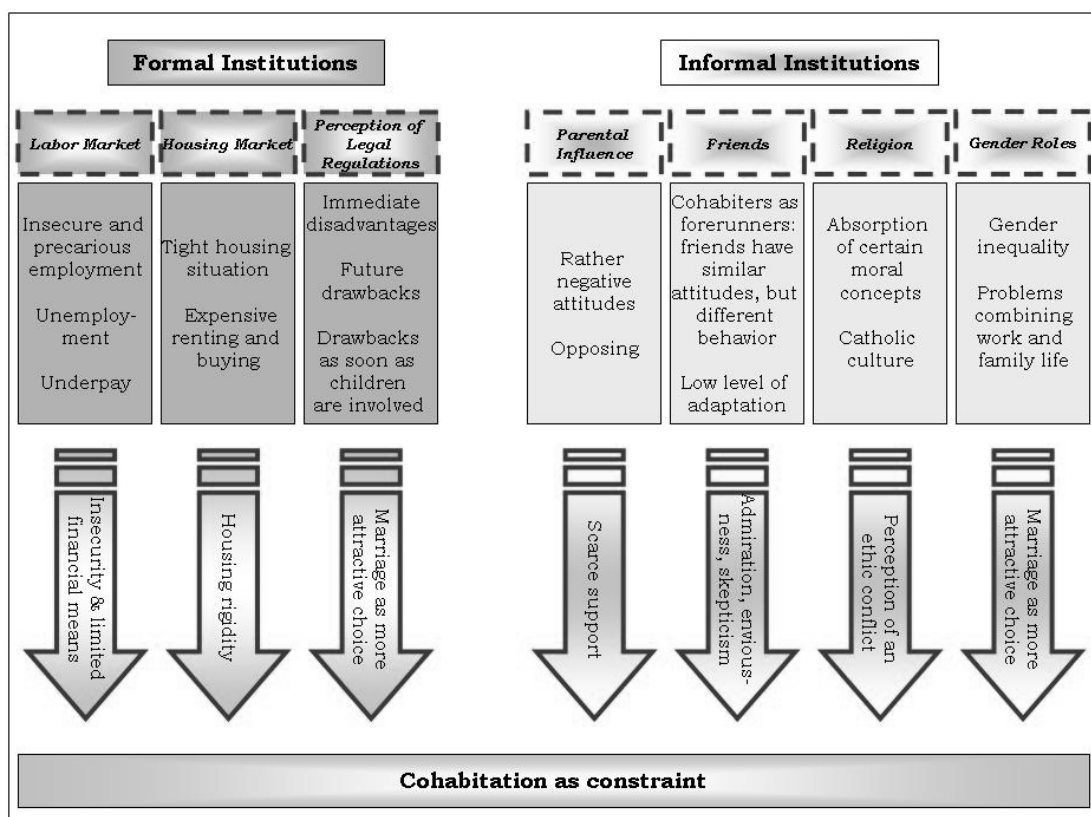 Formal Institutions
Informal Institutions
Labor Market
Housing Market
Perception of
Legal
Regulations
Parental
Influence
Friends
Religion
Gender Roles
Insecure and
precarious
employment
Unemploy-
ment
Underpay
Tight housing
situation
Expensive
renting and
buying
Immediate
disadvantages
Future
drawbacks
Drawbacks
as soon as
children
are involved
Rather
negative
attitudes
Opposing
Cohabiters as
forerunners:
friends have
similar
attitudes, but
different
behavior
Low level of
adaptation
Absorption
of certain
moral
concepts
Catholic
culture
Gender
inequality
Problems
combining
work and
family life
Insecurity & limited
financial means
Housing rigidity
Marriage as more
attractive choice
Scarce support
Admiration, envious-
ness, skepticism
Perception of an
ethic conflict
Marriage as more
attractive choice
Cohabitation as constraint